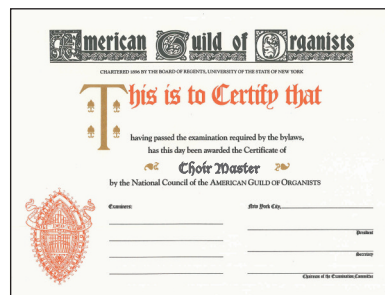 American Guild of Organists
CHARTERED 1896 BY THE BOARD OF REGENTS, UNIVERSITY OF THE STATE OF NEW YORK
This is to Certify that
having passed the examination required by the bylaws,
has this day been awarded the Certificate of
Choir Master
by the National Council of the AMERICAN GUILD OF ORGANISTS
Examiners:
New York City,
President
Secretary
Chairman of the Examination Committee